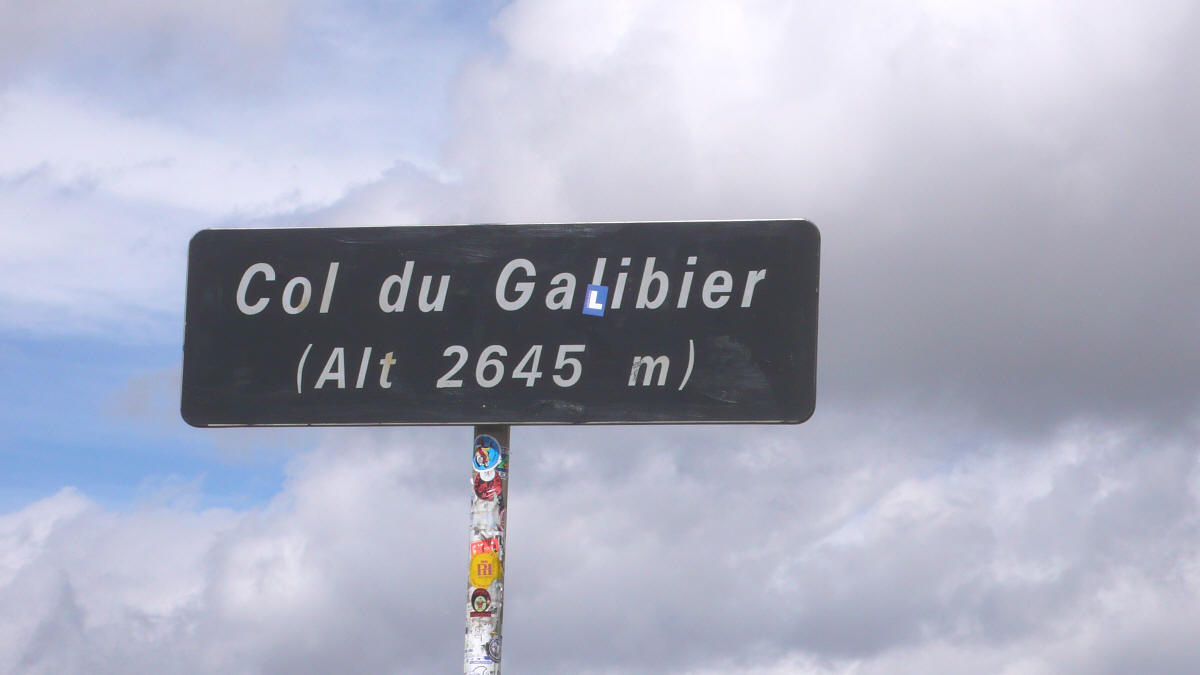 Col du Galibier
L
(Alt 2645 m)